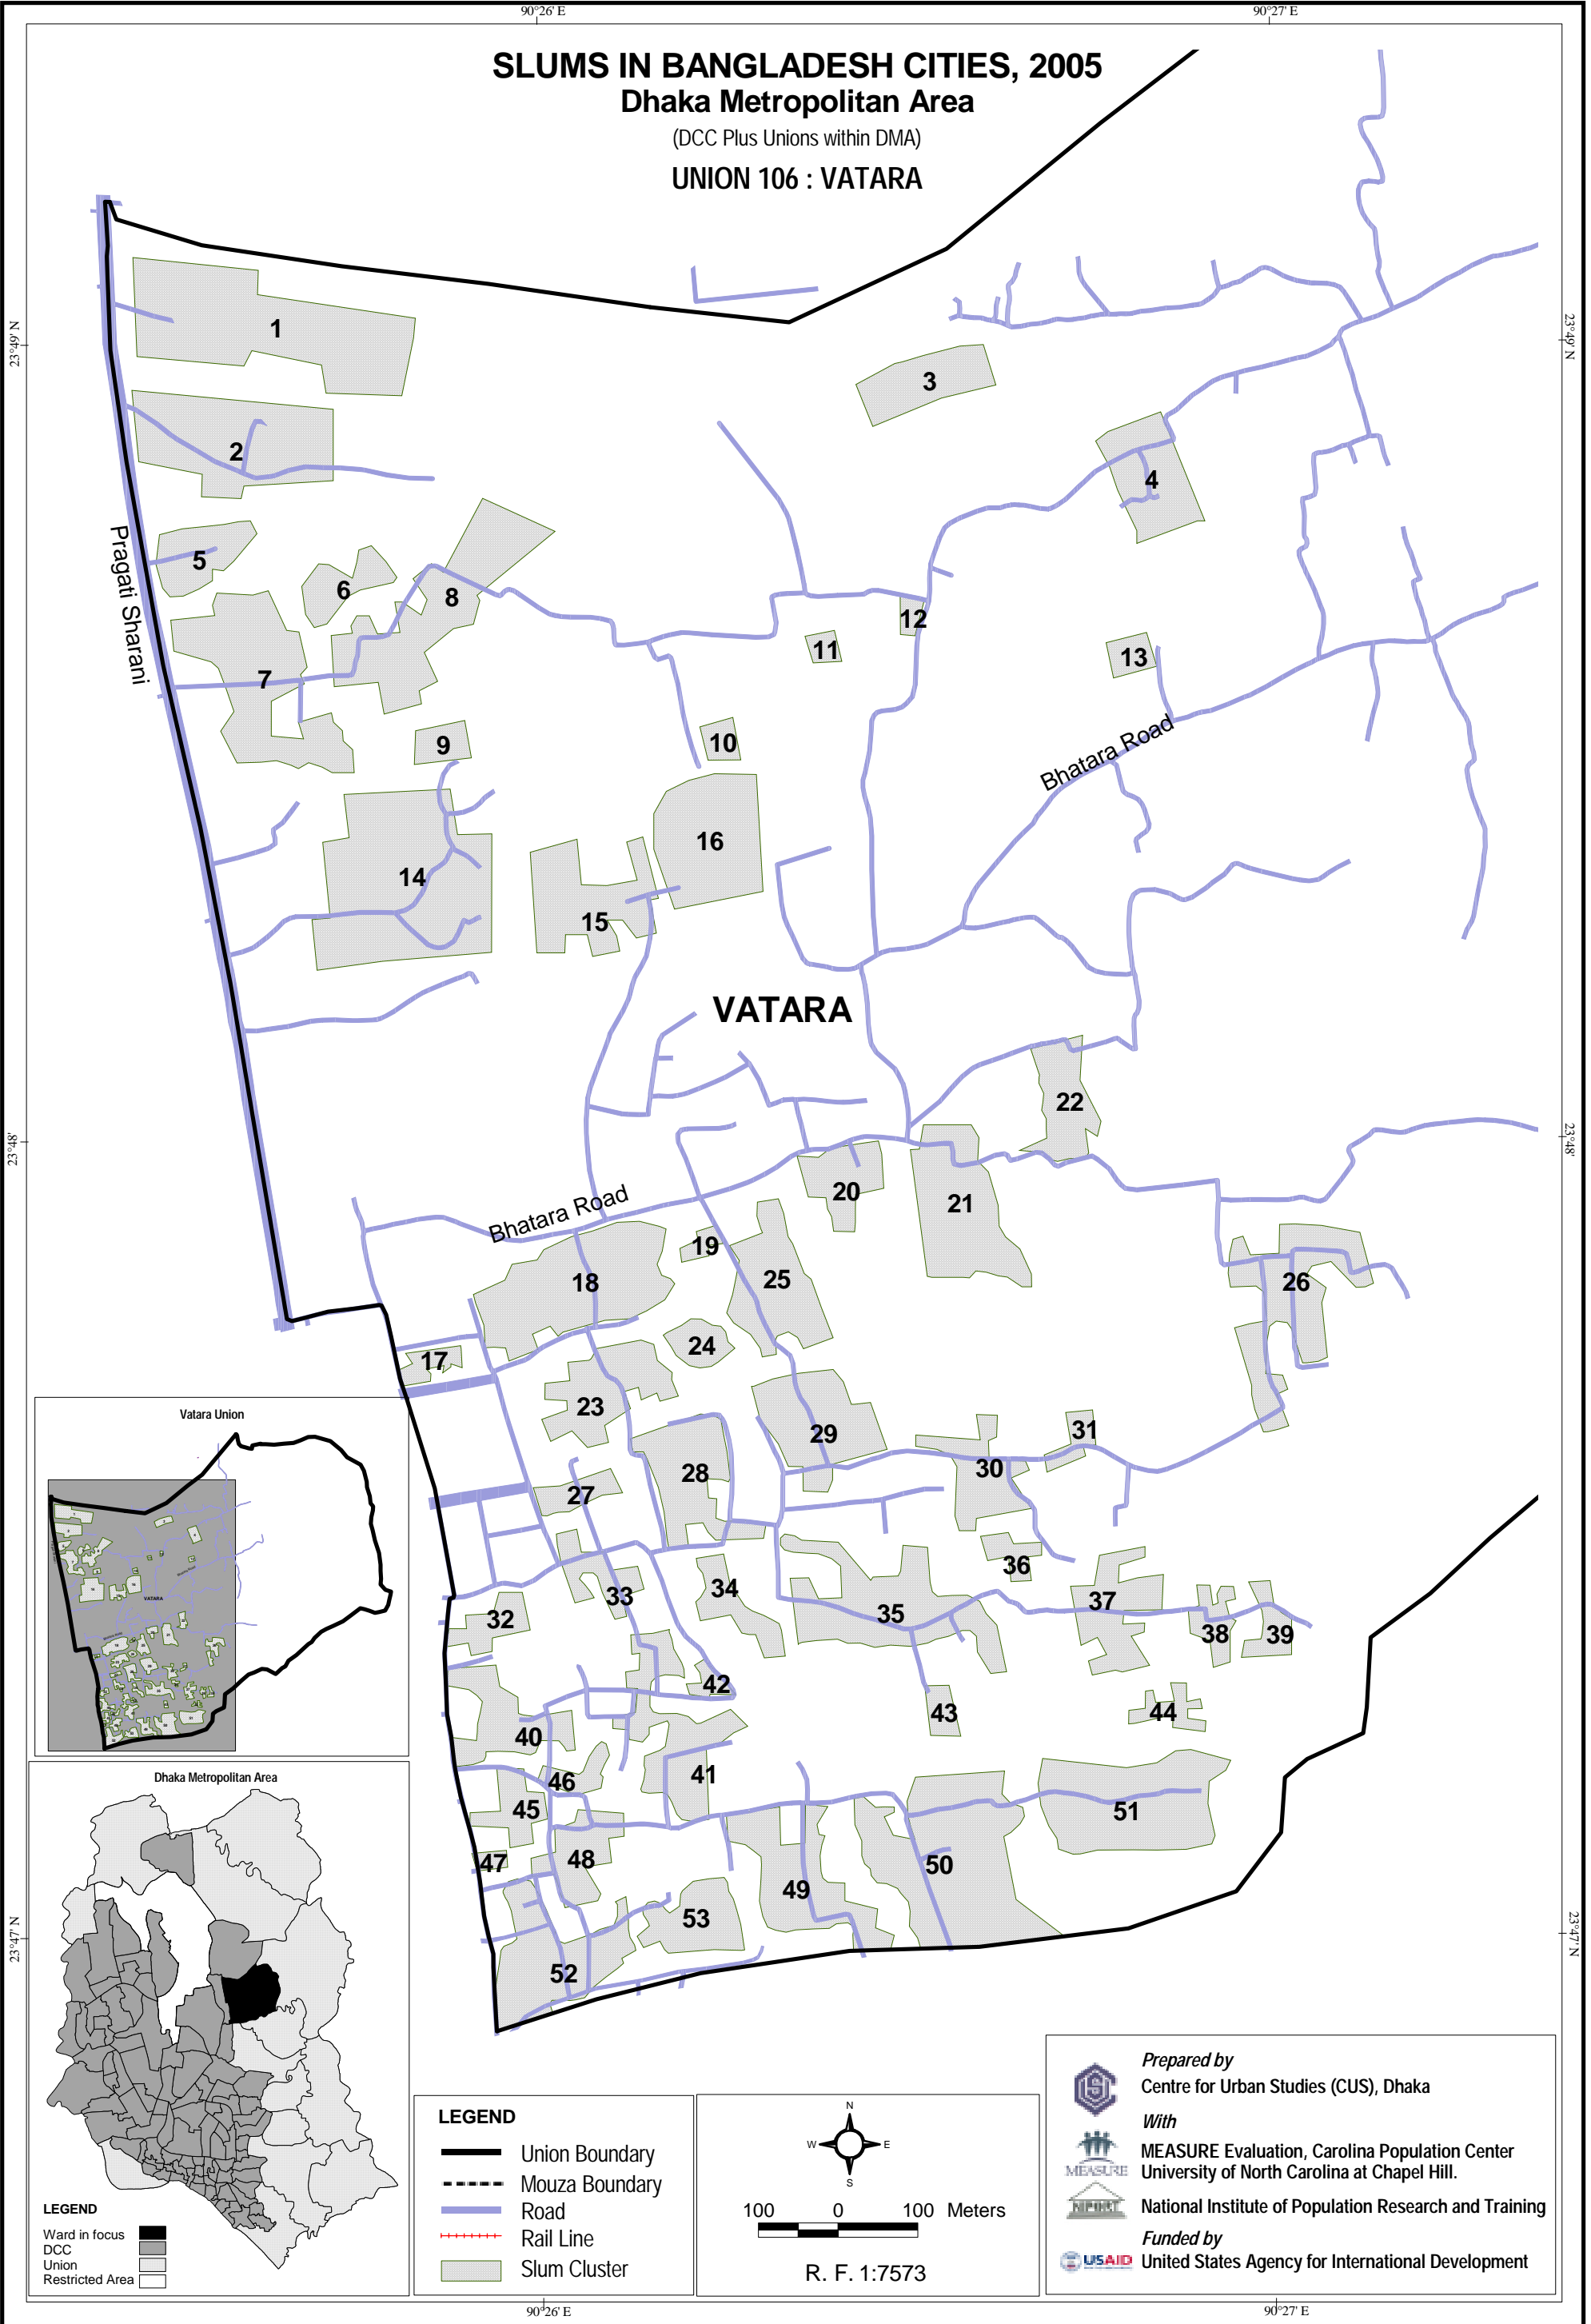 90°26' E
90°27' E
SLUMS IN BANGLADESH CITIES, 2005
Dhaka Metropolitan Area
(DCC Plus Unions within DMA)
UNION 106 : VATARA
23°49' N
23°49' N
1
3
2
4
Pragati Sharani
5
6
8
12
11
13
7
9
10
Bhatara Road
16
14
15
VATARA
22
20
21
Bhatara Road
19
18
25
26
24
17
23
29
31
30
28
27
36
34
33
37
35
32
38
39
42
43
44
40
41
46
45
51
47
48
50
49
53
52
23°48'
23°48'
23°47' N
23°47' N
Vatara Union
VATARA
Dhaka Metropolitan Area
LEGEND
Ward in focus
DCC
Union
Restricted Area
LEGEND
Union Boundary
Mouza Boundary
Road
Rail Line
Slum Cluster
N
W E
S
100 0 100 Meters
R. F. 1:7573
Prepared by
Centre for Urban Studies (CUS), Dhaka
With
MEASURE Evaluation, Carolina Population Center
University of North Carolina at Chapel Hill.
MEASURE
NIPORT
National Institute of Population Research and Training
Funded by
USAID
United States Agency for International Development
90°26' E
90°27' E